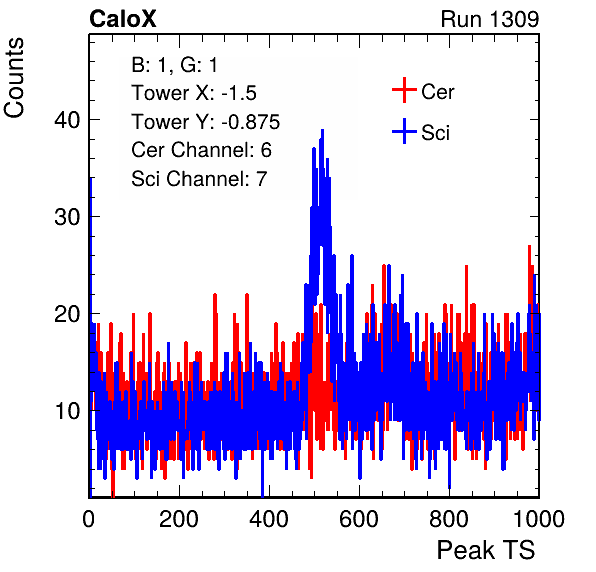 CaloX
Run 1309
Counts
B: 1, G: 1
Tower X: -1.5
Tower Y: -0.875
Cer Channel: 6
Sci Channel: 7
Cer
Sci
40
30
20
10
0 200 400 600 800 1000
Peak TS